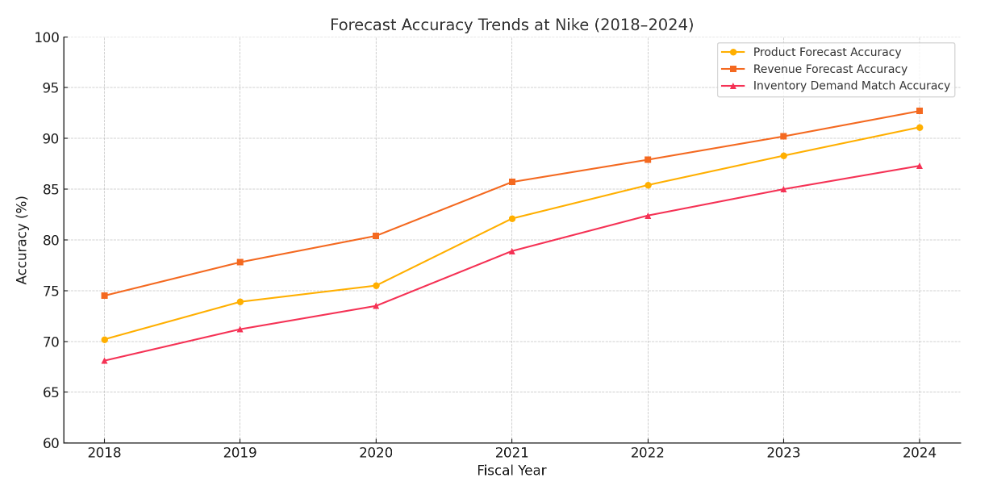 Forecast Accuracy Trends at Nike (2018–2024)
100
95
90
85
80
75
70
65
60
Accuracy (%)
Product Forecast Accuracy
Revenue Forecast Accuracy
Inventory Demand Match Accuracy
2018 2019 2020 2021 2022 2023 2024
Fiscal Year